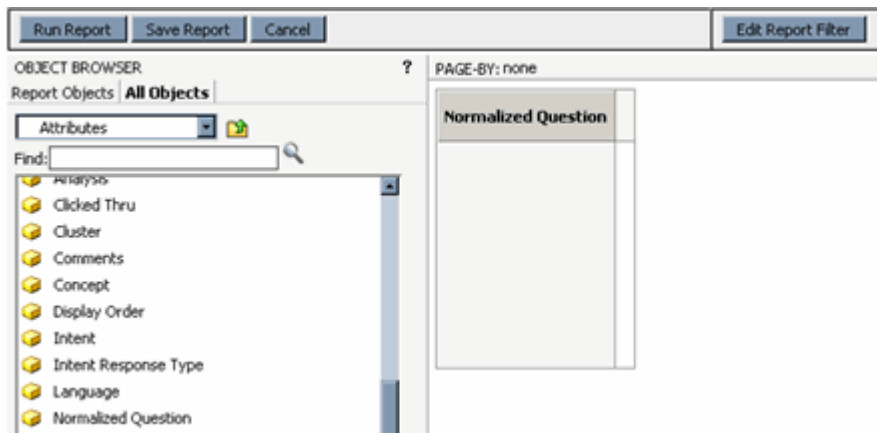 Run Report Save Report Cancel Edit Report Filter
OBJECT BROWSER ?
Report Objects All Objects
Attributes
Find:
Analysis
Clicked Thru
Cluster
Comments
Concept
Display Order
Intent
Intent Response Type
Language
Normalized Question
PAGE-BY: none
Normalized Question